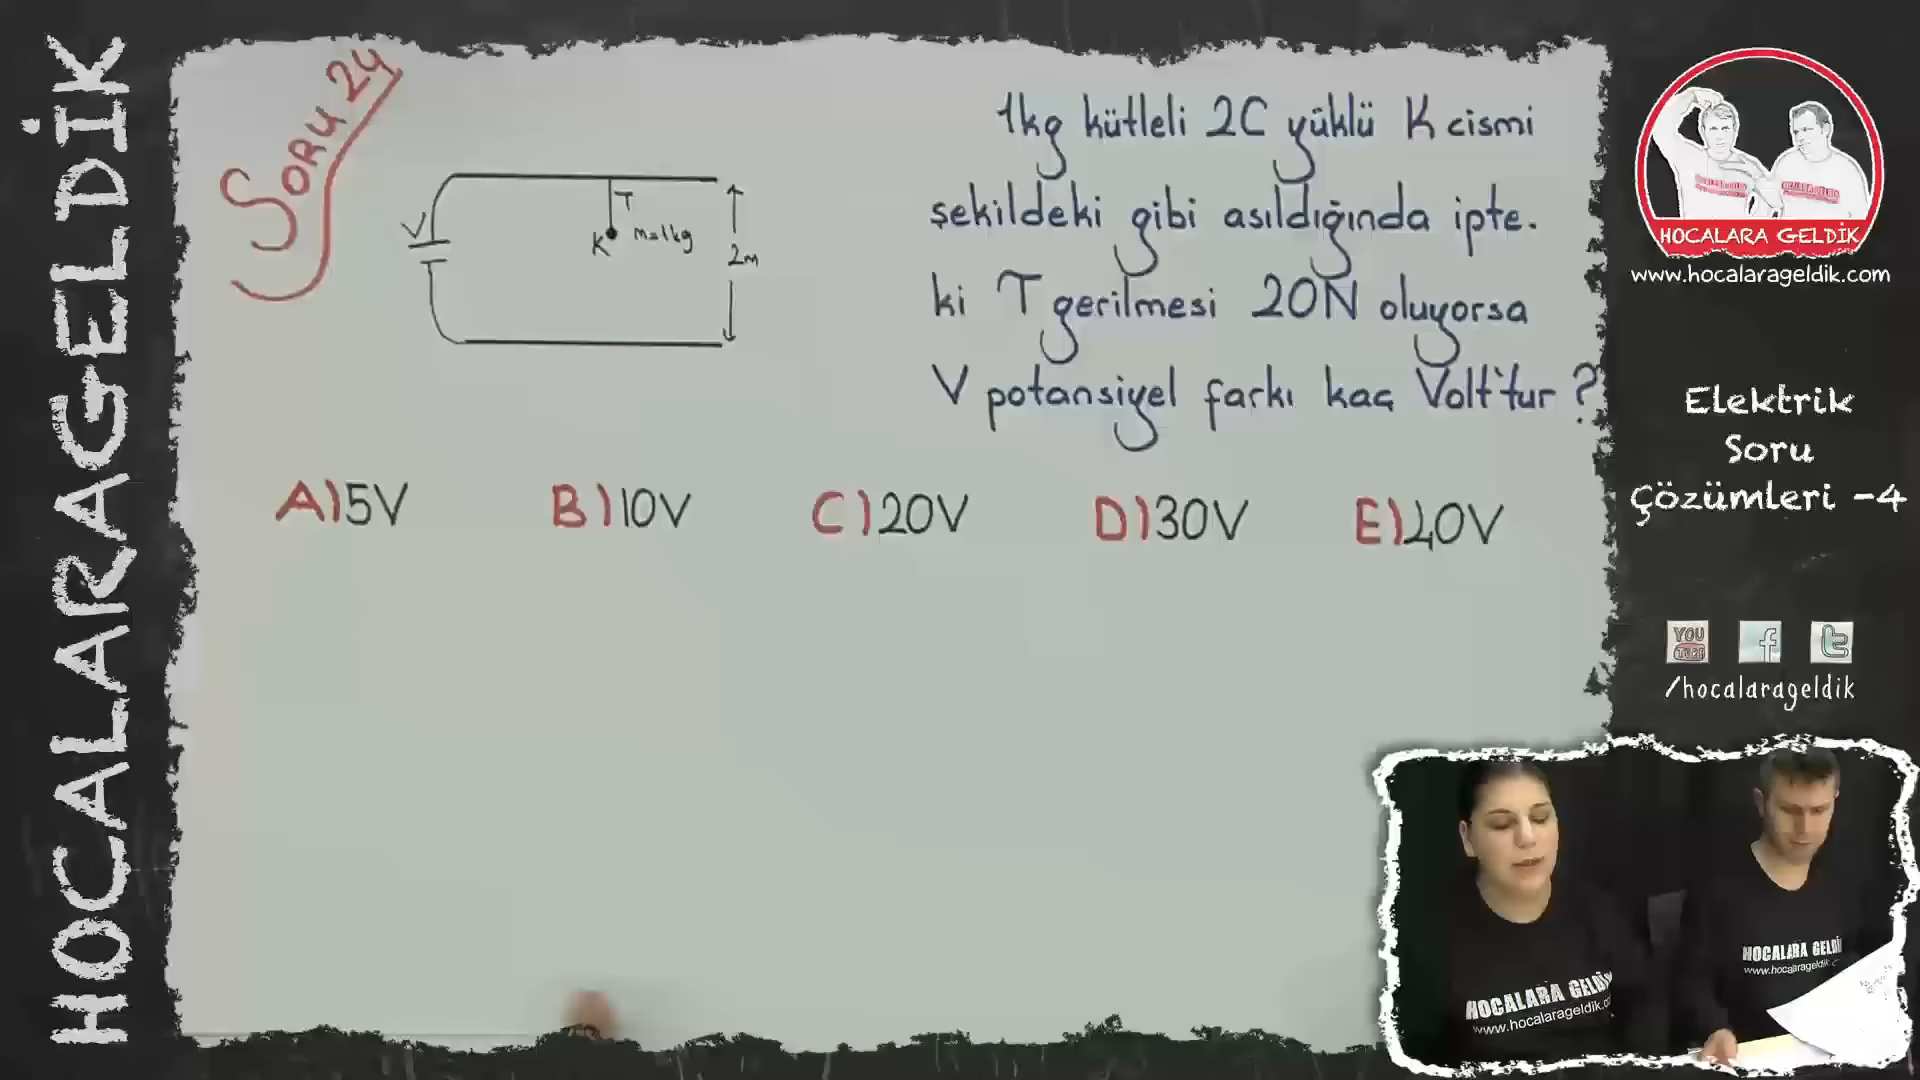 HOCALARAGELDİK
SORU 24
V
T
K m=1kg
2m
1kg kütleli 2C yüklü K cismi
şekildeki gibi asıldığında ipte-
ki T gerilmesi 20N oluyorsa
V potansiyel farkı kaç Volt'tur ?
A)5V B)10V C)20V D)30V E)40V
HOCALARA GELDİK
www.hocalarageldik.com
Elektrik
Soru
Çözümleri -4
YOU
f t
/hocalarageldik
HOCALARA GELDİK
www.hocalarageldik.co
HOCALARA GELDİ
www.hocalarageldik.c